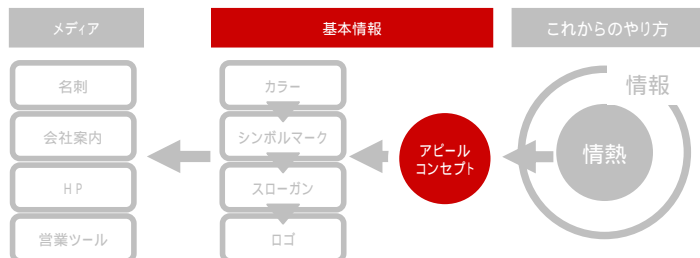 メディア
基本情報
これからのやり方
名刺
会社案内
HP
営業ツール
カラー
シンボルマーク
スローガン
ロゴ
アピール
コンセプト
情報
情熱